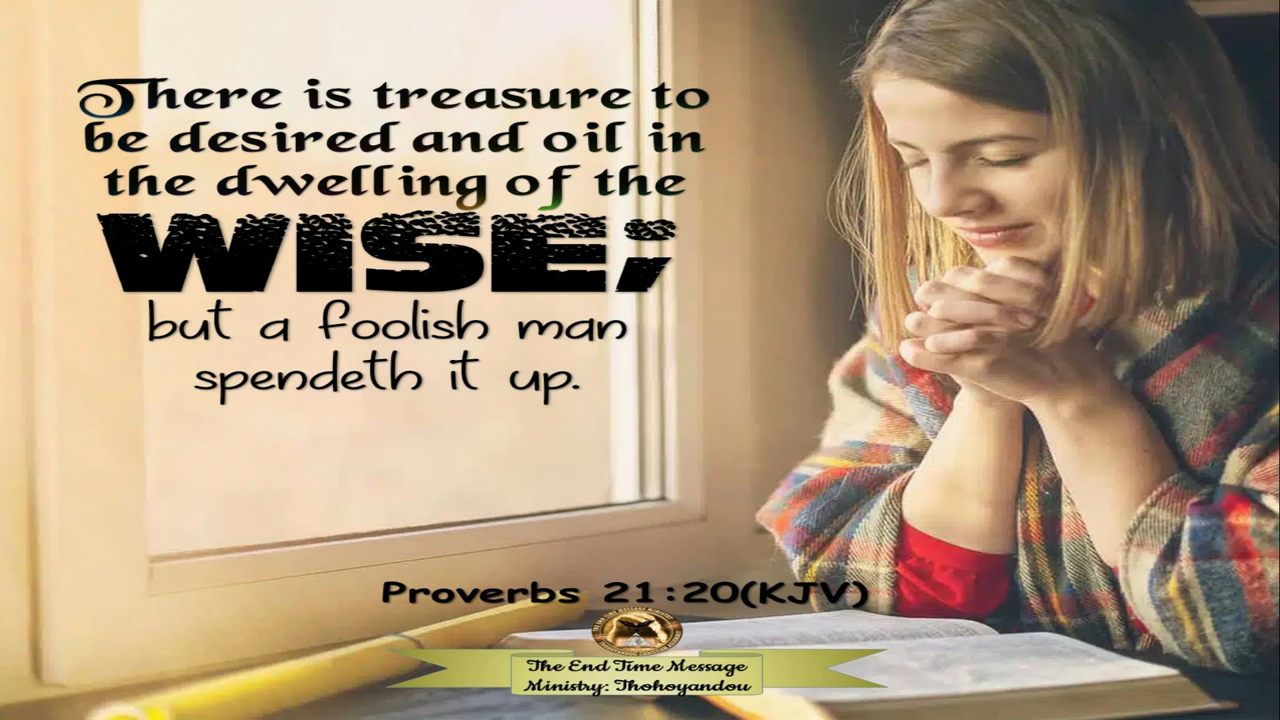 There is treasure to
be desired and oil in
the dwelling of the
WISE;
but a foolish man
spendeth it up.
Proverbs 21:20(KJV)
The End Time Message
Ministry: Thohoyandou